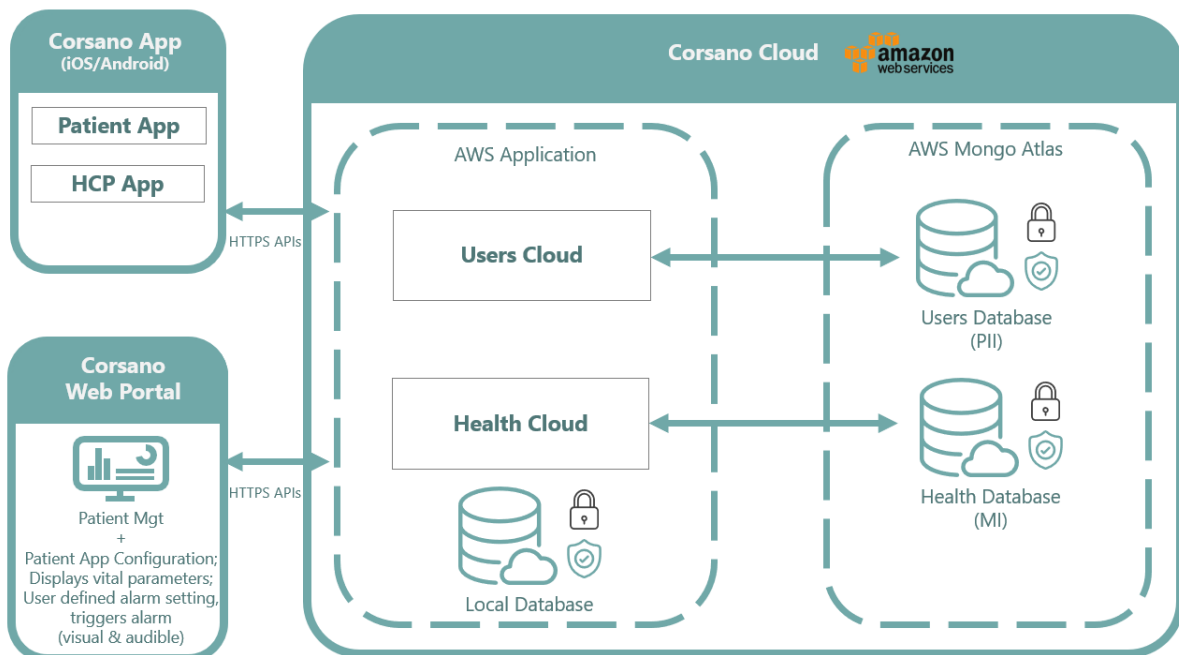 Corsano App
(iOS/Android)
Patient App
HCP App
HTTPS APIs
Corsano
Web Portal
Patient Mgt
+
Patient App Configuration;
Displays vital parameters;
User defined alarm setting,
triggers alarm
(visual & audible)
HTTPS APIs
Corsano Cloud
amazon
web services
AWS Application
Users Cloud
Health Cloud
Local Database
AWS Mongo Atlas
Users Database
(PII)
Health Database
(MI)